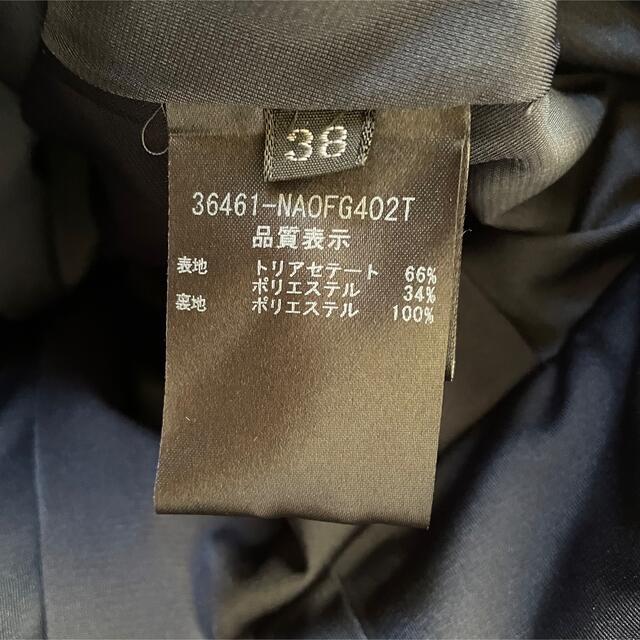 38
36461-NAOFG402T
品質表示
表地 トリアセテート 66%
ポリエステル 34%
裏地 ポリエステル 100%